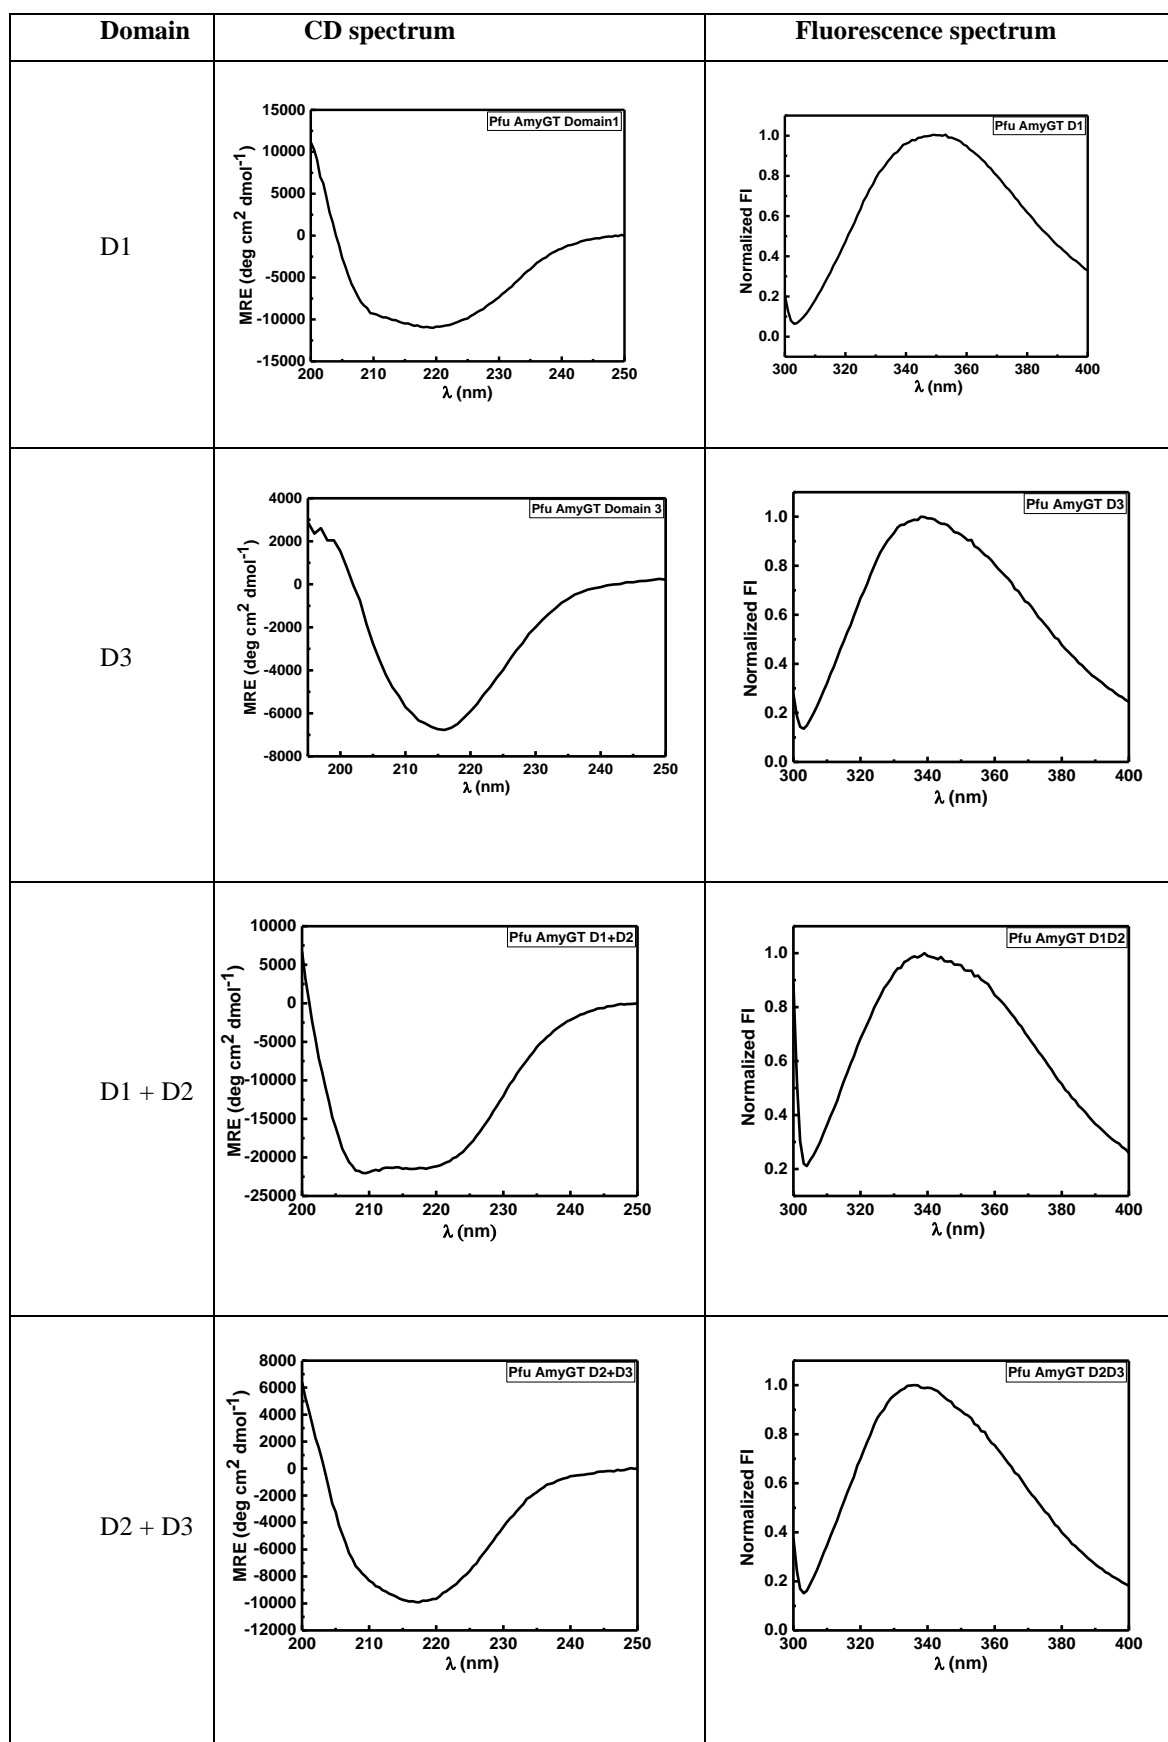 Domain CD spectrum Fluorescence spectrum
D1
Pfu AmyGT Domain1
MRE (deg cm² dmol⁻¹)
15000
10000
5000
0
-5000
-10000
-15000
200 210 220 230 240 250
λ (nm)
Pfu AmyGT D1
Normalized FI
1.0
0.8
0.6
0.4
0.2
0.0
300 320 340 360 380 400
λ (nm)
D3
Pfu AmyGT Domain 3
MRE (deg cm² dmol⁻¹)
4000
2000
0
-2000
-4000
-6000
-8000
200 210 220 230 240 250
λ (nm)
Pfu AmyGT D3
Normalized FI
1.0
0.8
0.6
0.4
0.2
0.0
300 320 340 360 380 400
λ (nm)
D1 + D2
Pfu AmyGT D1+D2
MRE (deg cm² dmol⁻¹)
10000
5000
0
-5000
-10000
-15000
-20000
-25000
200 210 220 230 240 250
λ (nm)
Pfu AmyGT D1D2
Normalized FI
1.0
0.8
0.6
0.4
0.2
300 320 340 360 380 400
λ (nm)
D2 + D3
Pfu AmyGT D2+D3
MRE (deg cm² dmol⁻¹)
8000
6000
4000
2000
0
-2000
-4000
-6000
-8000
-10000
-12000
200 210 220 230 240 250
λ (nm)
Pfu AmyGT D2D3
Normalized FI
1.0
0.8
0.6
0.4
0.2
0.0
300 320 340 360 380 400
λ (nm)